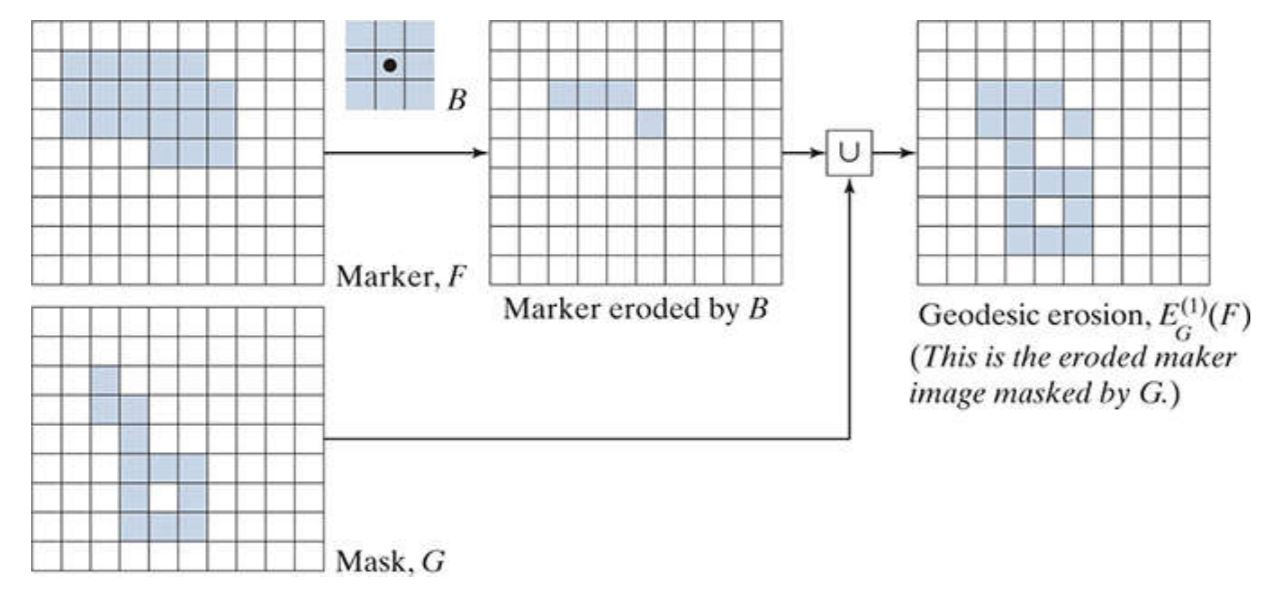 B
Marker, F
Marker eroded by B
∪
Geodesic erosion, E_G^(1)(F)
(This is the eroded maker
image masked by G.)
Mask, G